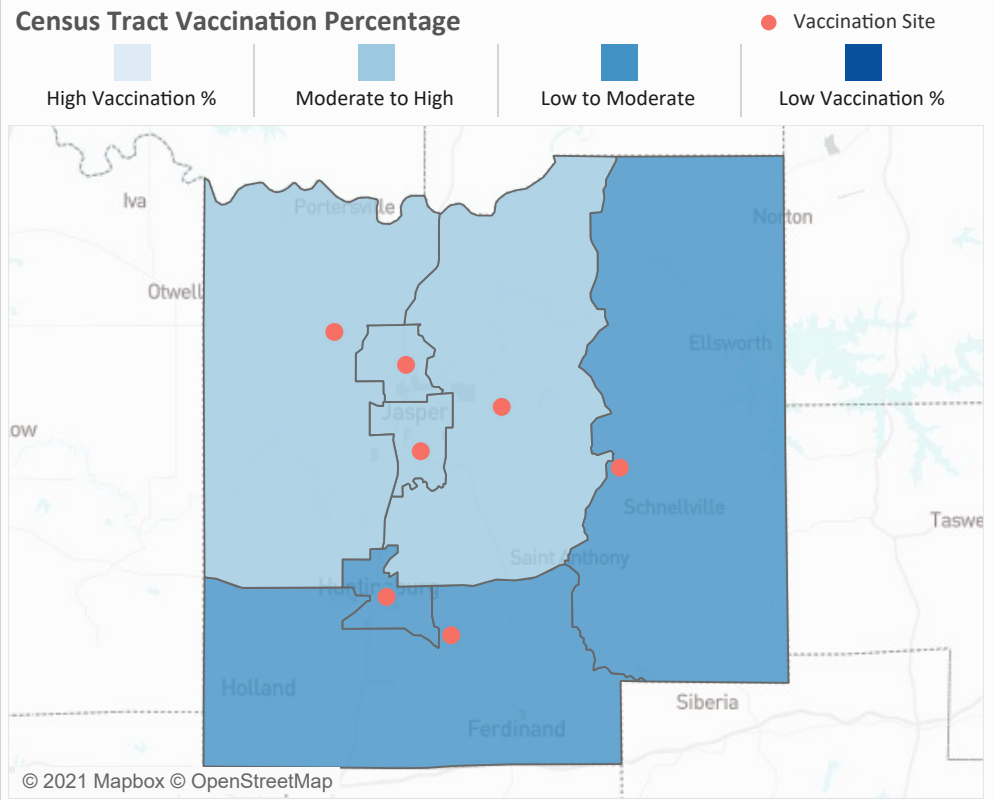 Census Tract Vaccination Percentage
Vaccination Site
High Vaccination %
Moderate to High
Low to Moderate
Low Vaccination %
Iva
Portersville
Norton
Otwell
Ellsworth
Jasper
ow
Schnellville
Taswe
Saint Anthony
Huntingburg
Holland
Siberia
Ferdinand
© 2021 Mapbox © OpenStreetMap